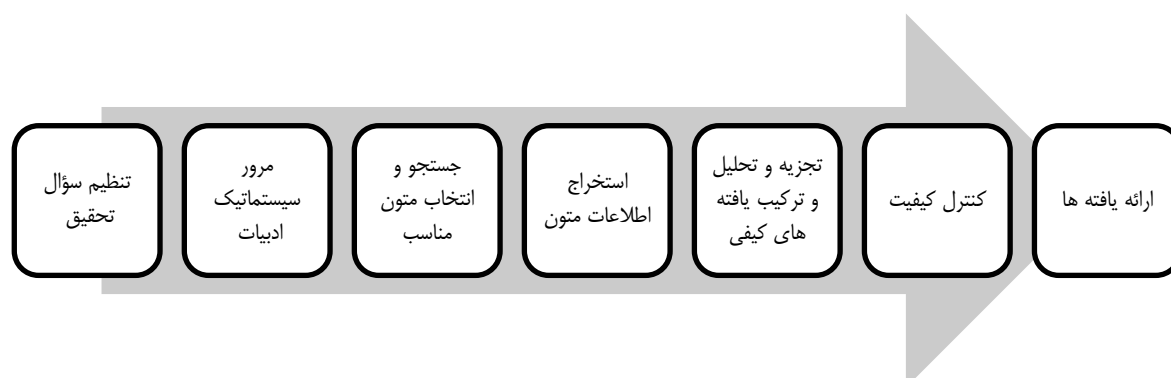 تنظیم سؤال
تحقیق
مرور
سیستماتیک
ادبیات
جستجو و
انتخاب متون
مناسب
استخراج
اطلاعات متون
تجزیه و تحلیل
و ترکیب یافته
های کیفی
کنترل کیفیت
ارائه یافته ها